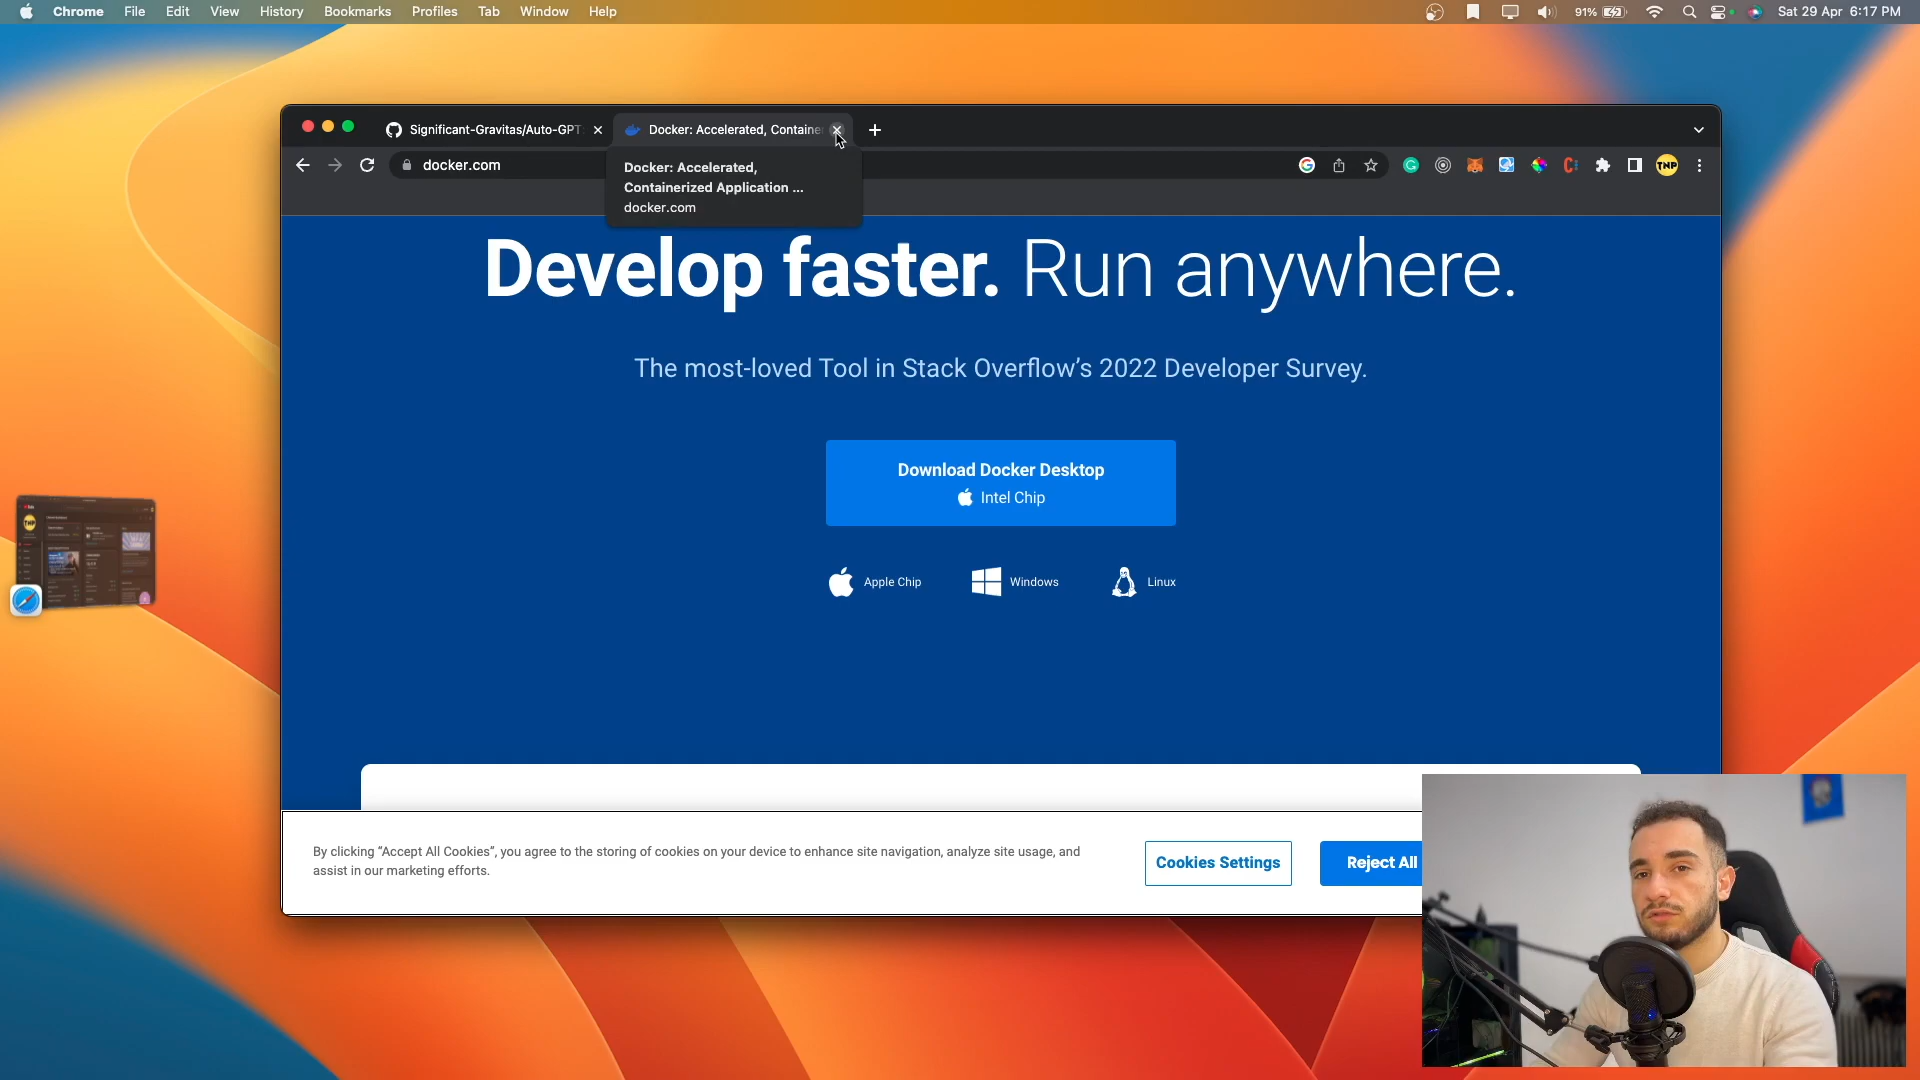 Chrome File Edit View History Bookmarks Profiles Tab Window Help
91%
Sat 29 Apr 6:17 PM
Significant-Gravitas/Auto-GPT:
Docker: Accelerated, Containe
docker.com
TNP
Docker: Accelerated,
Containerized Application ...
docker.com
Develop faster. Run anywhere.
The most-loved Tool in Stack Overflow’s 2022 Developer Survey.
Download Docker Desktop
Intel Chip
Apple Chip
Windows
Linux
By clicking “Accept All Cookies”, you agree to the storing of cookies on your device to enhance site navigation, analyze site usage, and
assist in our marketing efforts.
Cookies Settings
Reject All